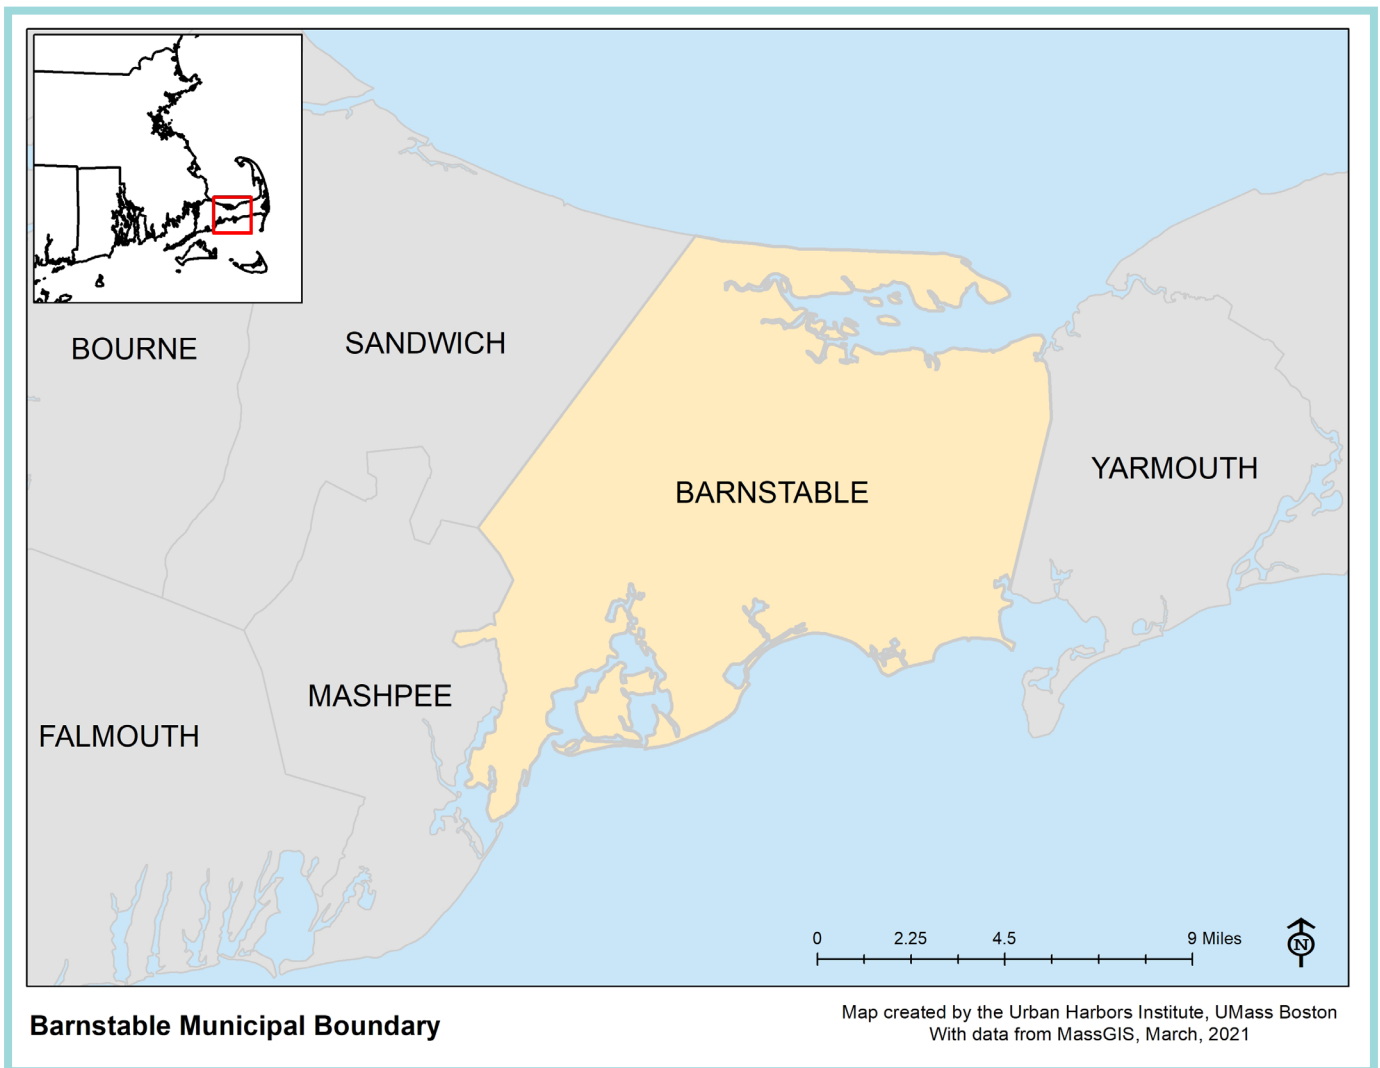 BOURNE
SANDWICH
YARMOUTH
BARNSTABLE
MASHPEE
FALMOUTH
0 2.25 4.5 9 Miles
N
Barnstable Municipal Boundary
Map created by the Urban Harbors Institute, UMass Boston
With data from MassGIS, March, 2021